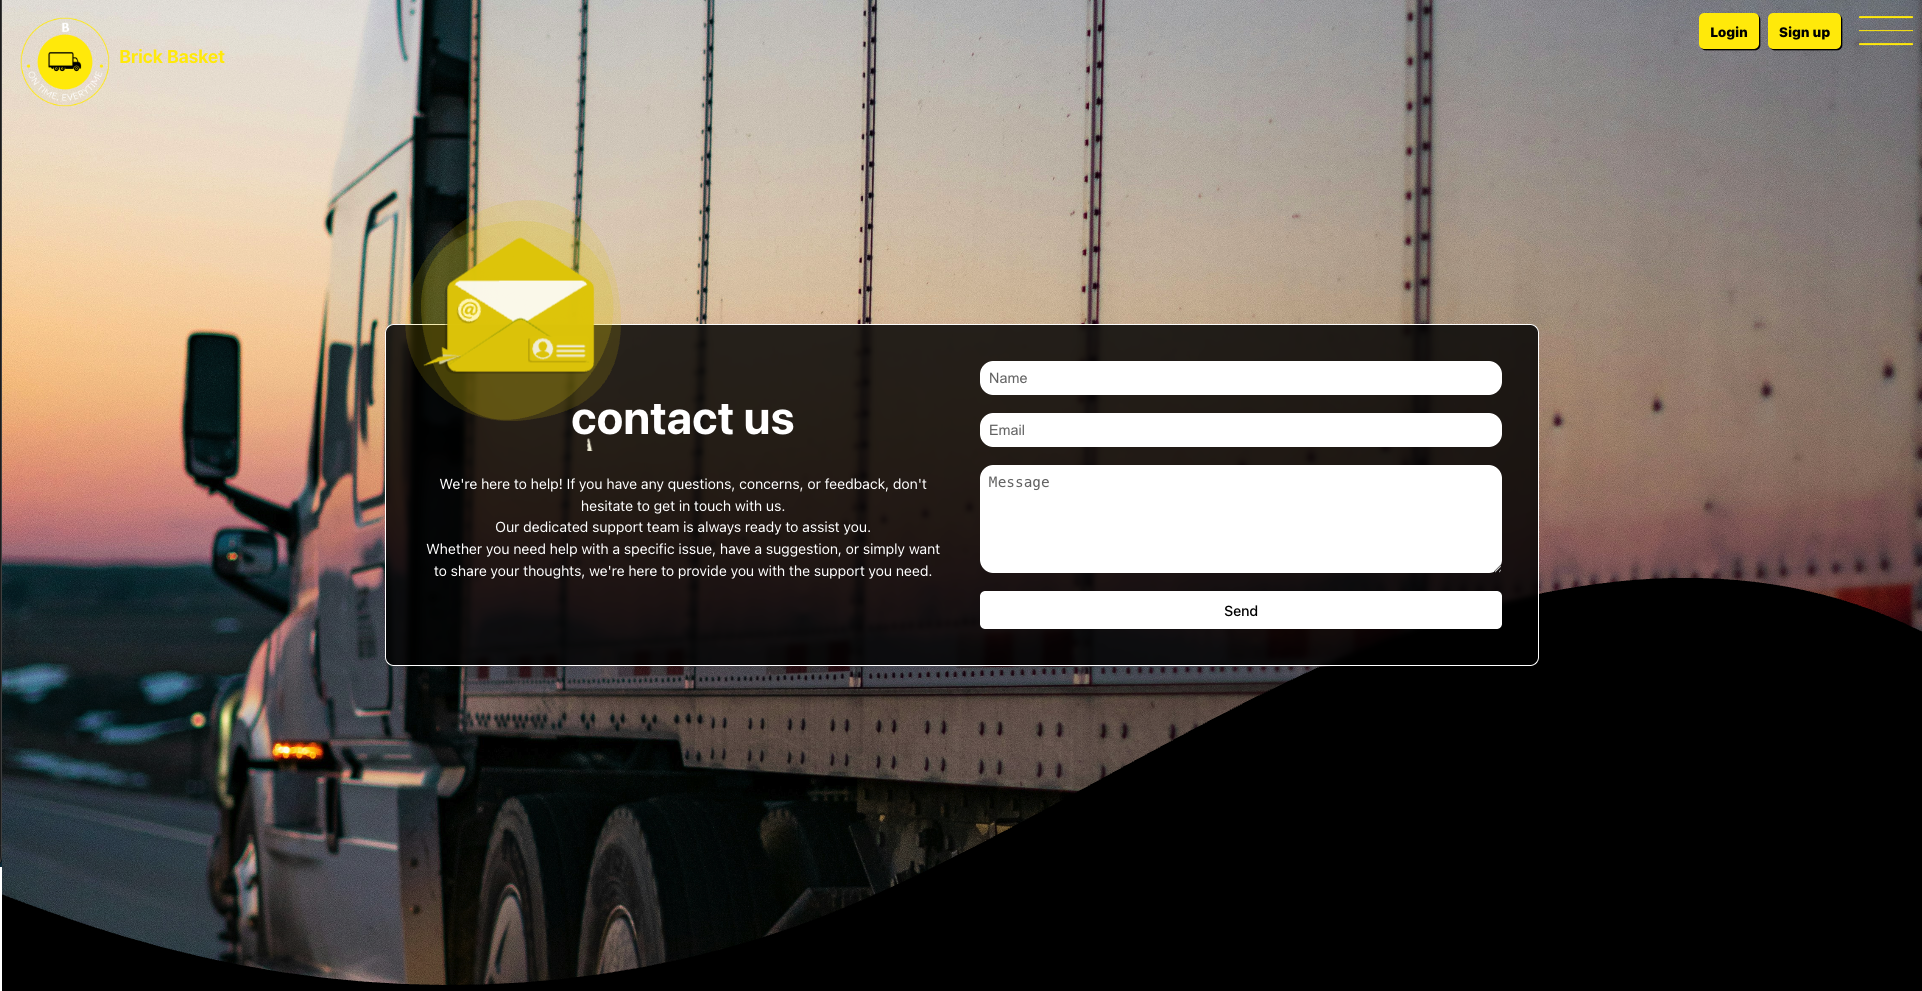 B
ON TIME, EVERYTIME
Brick Basket
Login
Sign up
@
contact us
We're here to help! If you have any questions, concerns, or feedback, don't
hesitate to get in touch with us.
Our dedicated support team is always ready to assist you.
Whether you need help with a specific issue, have a suggestion, or simply want
to share your thoughts, we're here to provide you with the support you need.
Name
Email
Message
Send